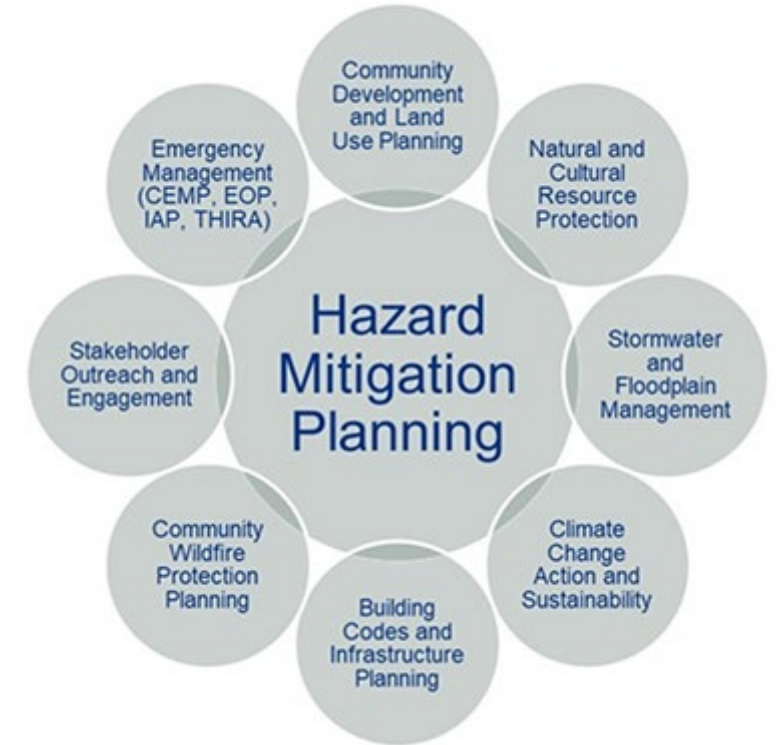 Community
Development
and Land
Use Planning
Natural and
Cultural
Resource
Protection
Stormwater
and
Floodplain
Management
Climate
Change
Action and
Sustainability
Building
Codes and
Infrastructure
Planning
Community
Wildfire
Protection
Planning
Stakeholder
Outreach and
Engagement
Emergency
Management
(CEMP, EOP,
IAP, THIRA)
Hazard
Mitigation
Planning